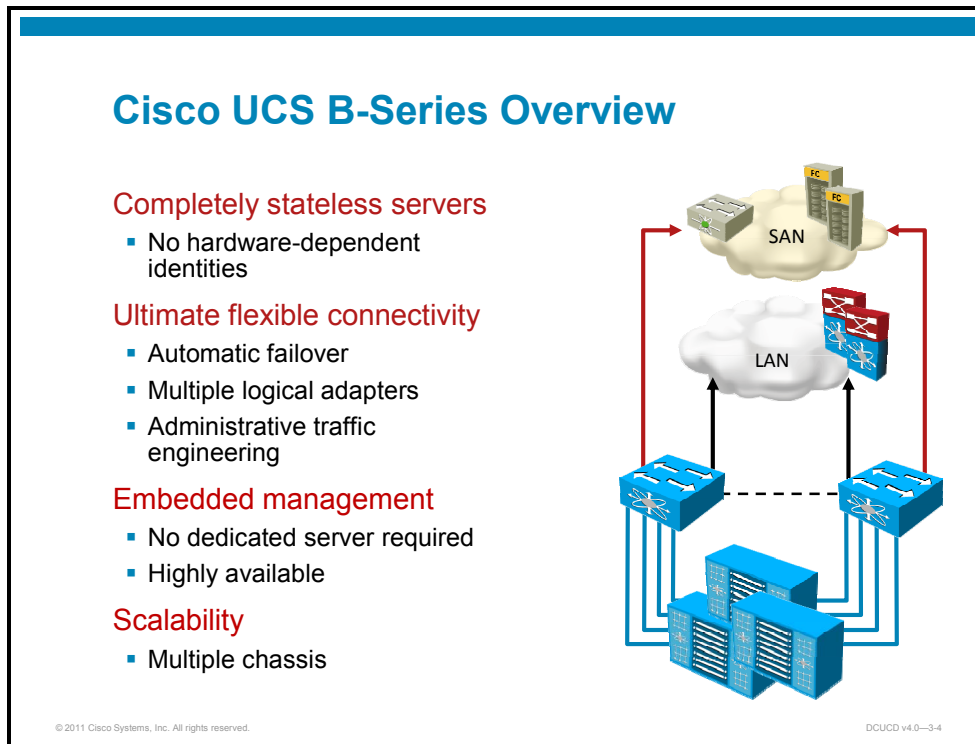 Cisco UCS B-Series Overview
Completely stateless servers
▪ No hardware-dependent
identities
Ultimate flexible connectivity
▪ Automatic failover
▪ Multiple logical adapters
▪ Administrative traffic
engineering
Embedded management
▪ No dedicated server required
▪ Highly available
Scalability
▪ Multiple chassis
FC
FC
SAN
LAN
© 2011 Cisco Systems, Inc. All rights reserved.
DCUCD v4.0—3-4